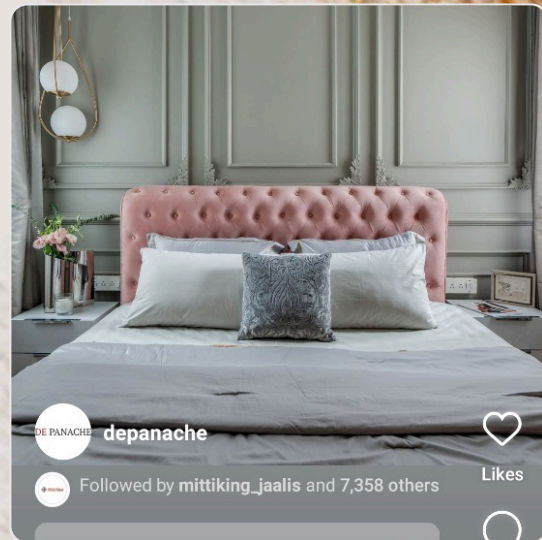 DE PANACHE
depanache
Likes
Followed by mittiking_jaalis and 7,358 others